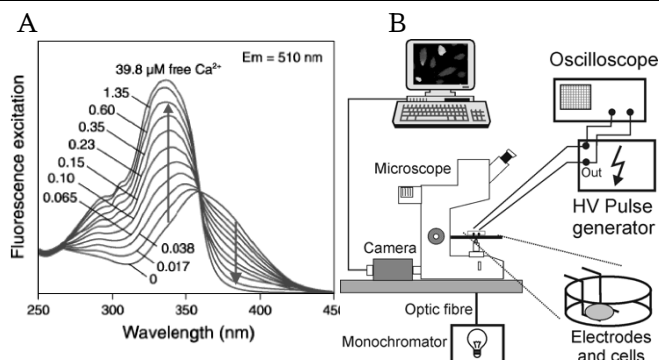 A
39.8 µM free Ca²⁺
Em = 510 nm
1.35
0.60
0.35
0.23
0.15
0.10
0.065
0.038
0.017
0
Fluorescence excitation
250
300
350
400
450
Wavelength (nm)
B
Oscilloscope
Microscope
Out
HV Pulse
generator
Camera
Optic fibre
Monochromator
Electrodes
and cells